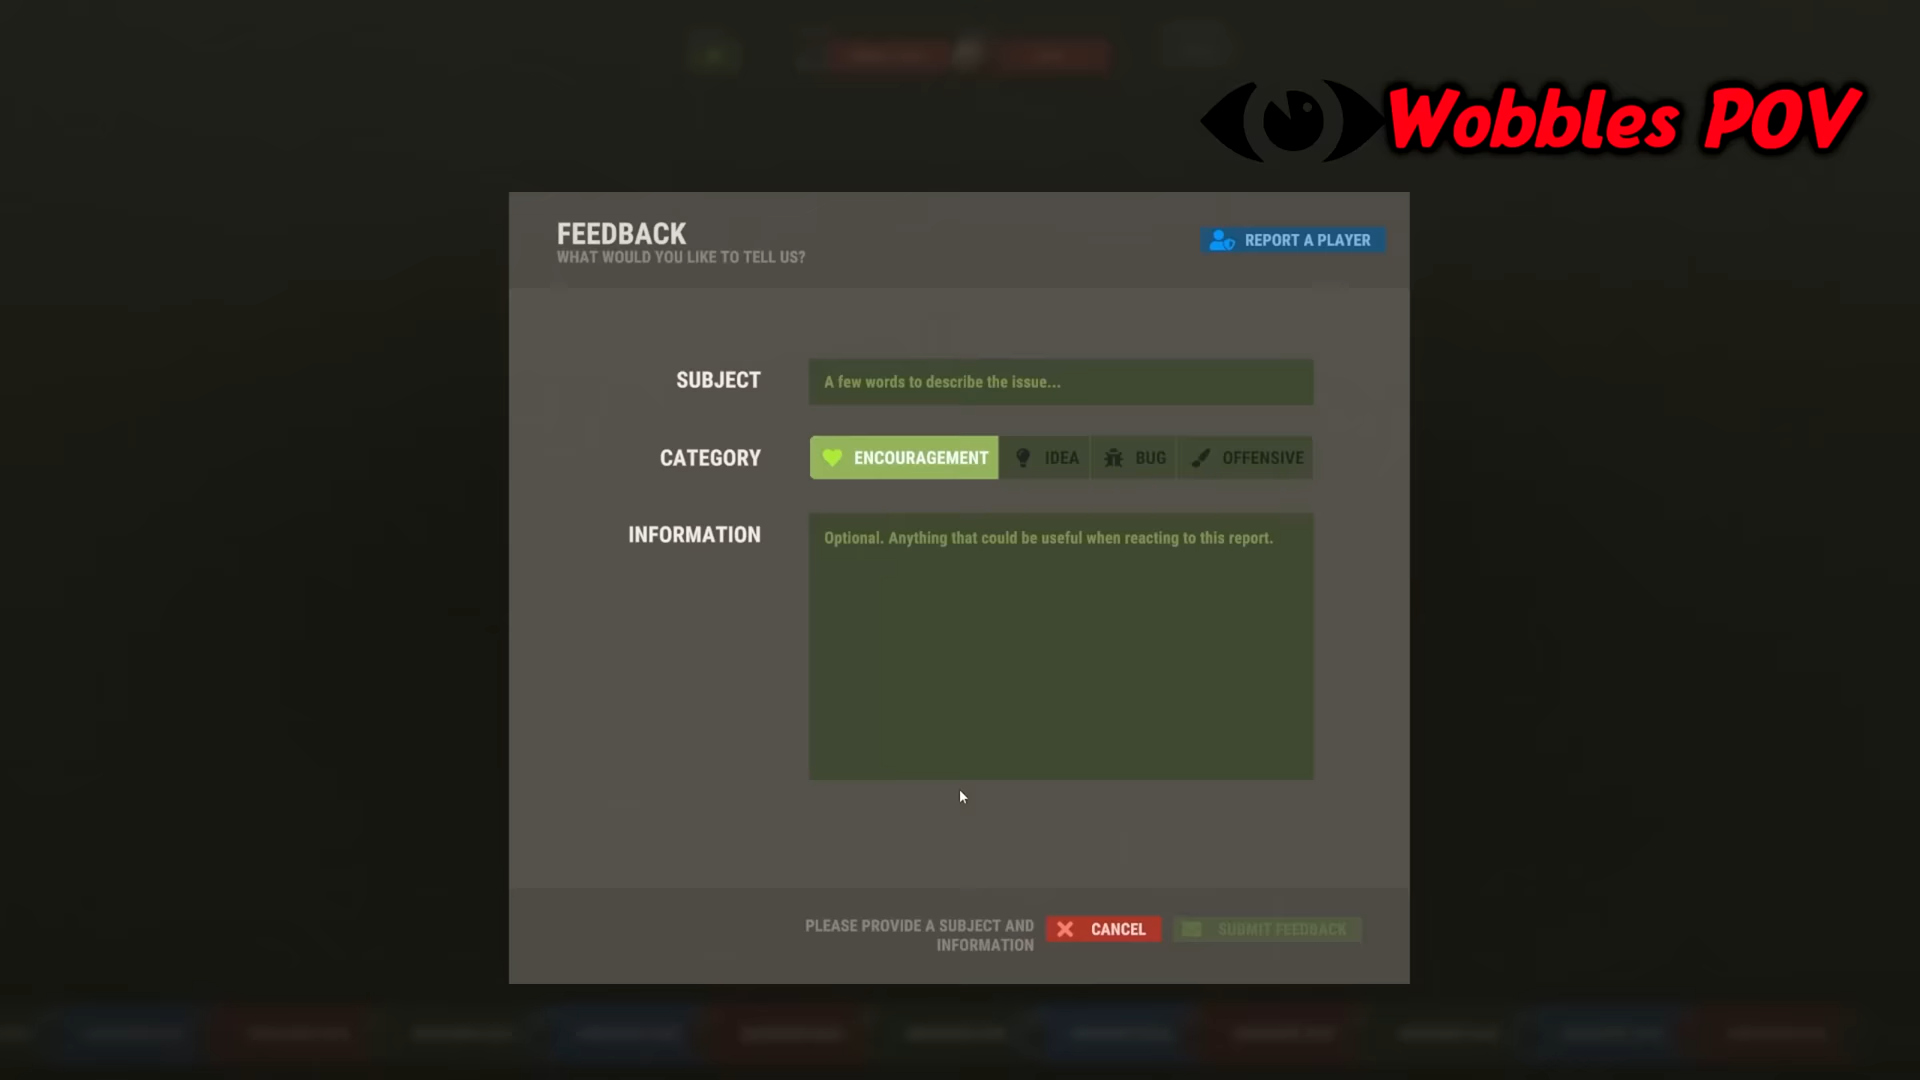 Wobbles POV
FEEDBACK
WHAT WOULD YOU LIKE TO TELL US?
REPORT A PLAYER
SUBJECT
A few words to describe the issue...
CATEGORY
ENCOURAGEMENT
IDEA
BUG
OFFENSIVE
INFORMATION
Optional. Anything that could be useful when reacting to this report.
PLEASE PROVIDE A SUBJECT AND
INFORMATION
CANCEL
SUBMIT FEEDBACK